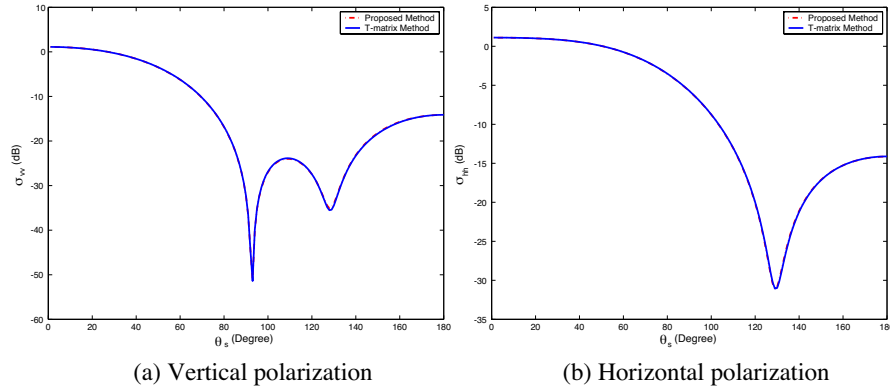 10
0
-10
-20
-30
-40
-50
-60
0 20 40 60 80 100 120 140 160 180
σvv (dB)
θs (Degree)
Proposed Method
T-matrix Method
(a) Vertical polarization
5
0
-5
-10
-15
-20
-25
-30
-35
0 20 40 60 80 100 120 140 160 180
σhh (dB)
θs (Degree)
Proposed Method
T-matrix Method
(b) Horizontal polarization